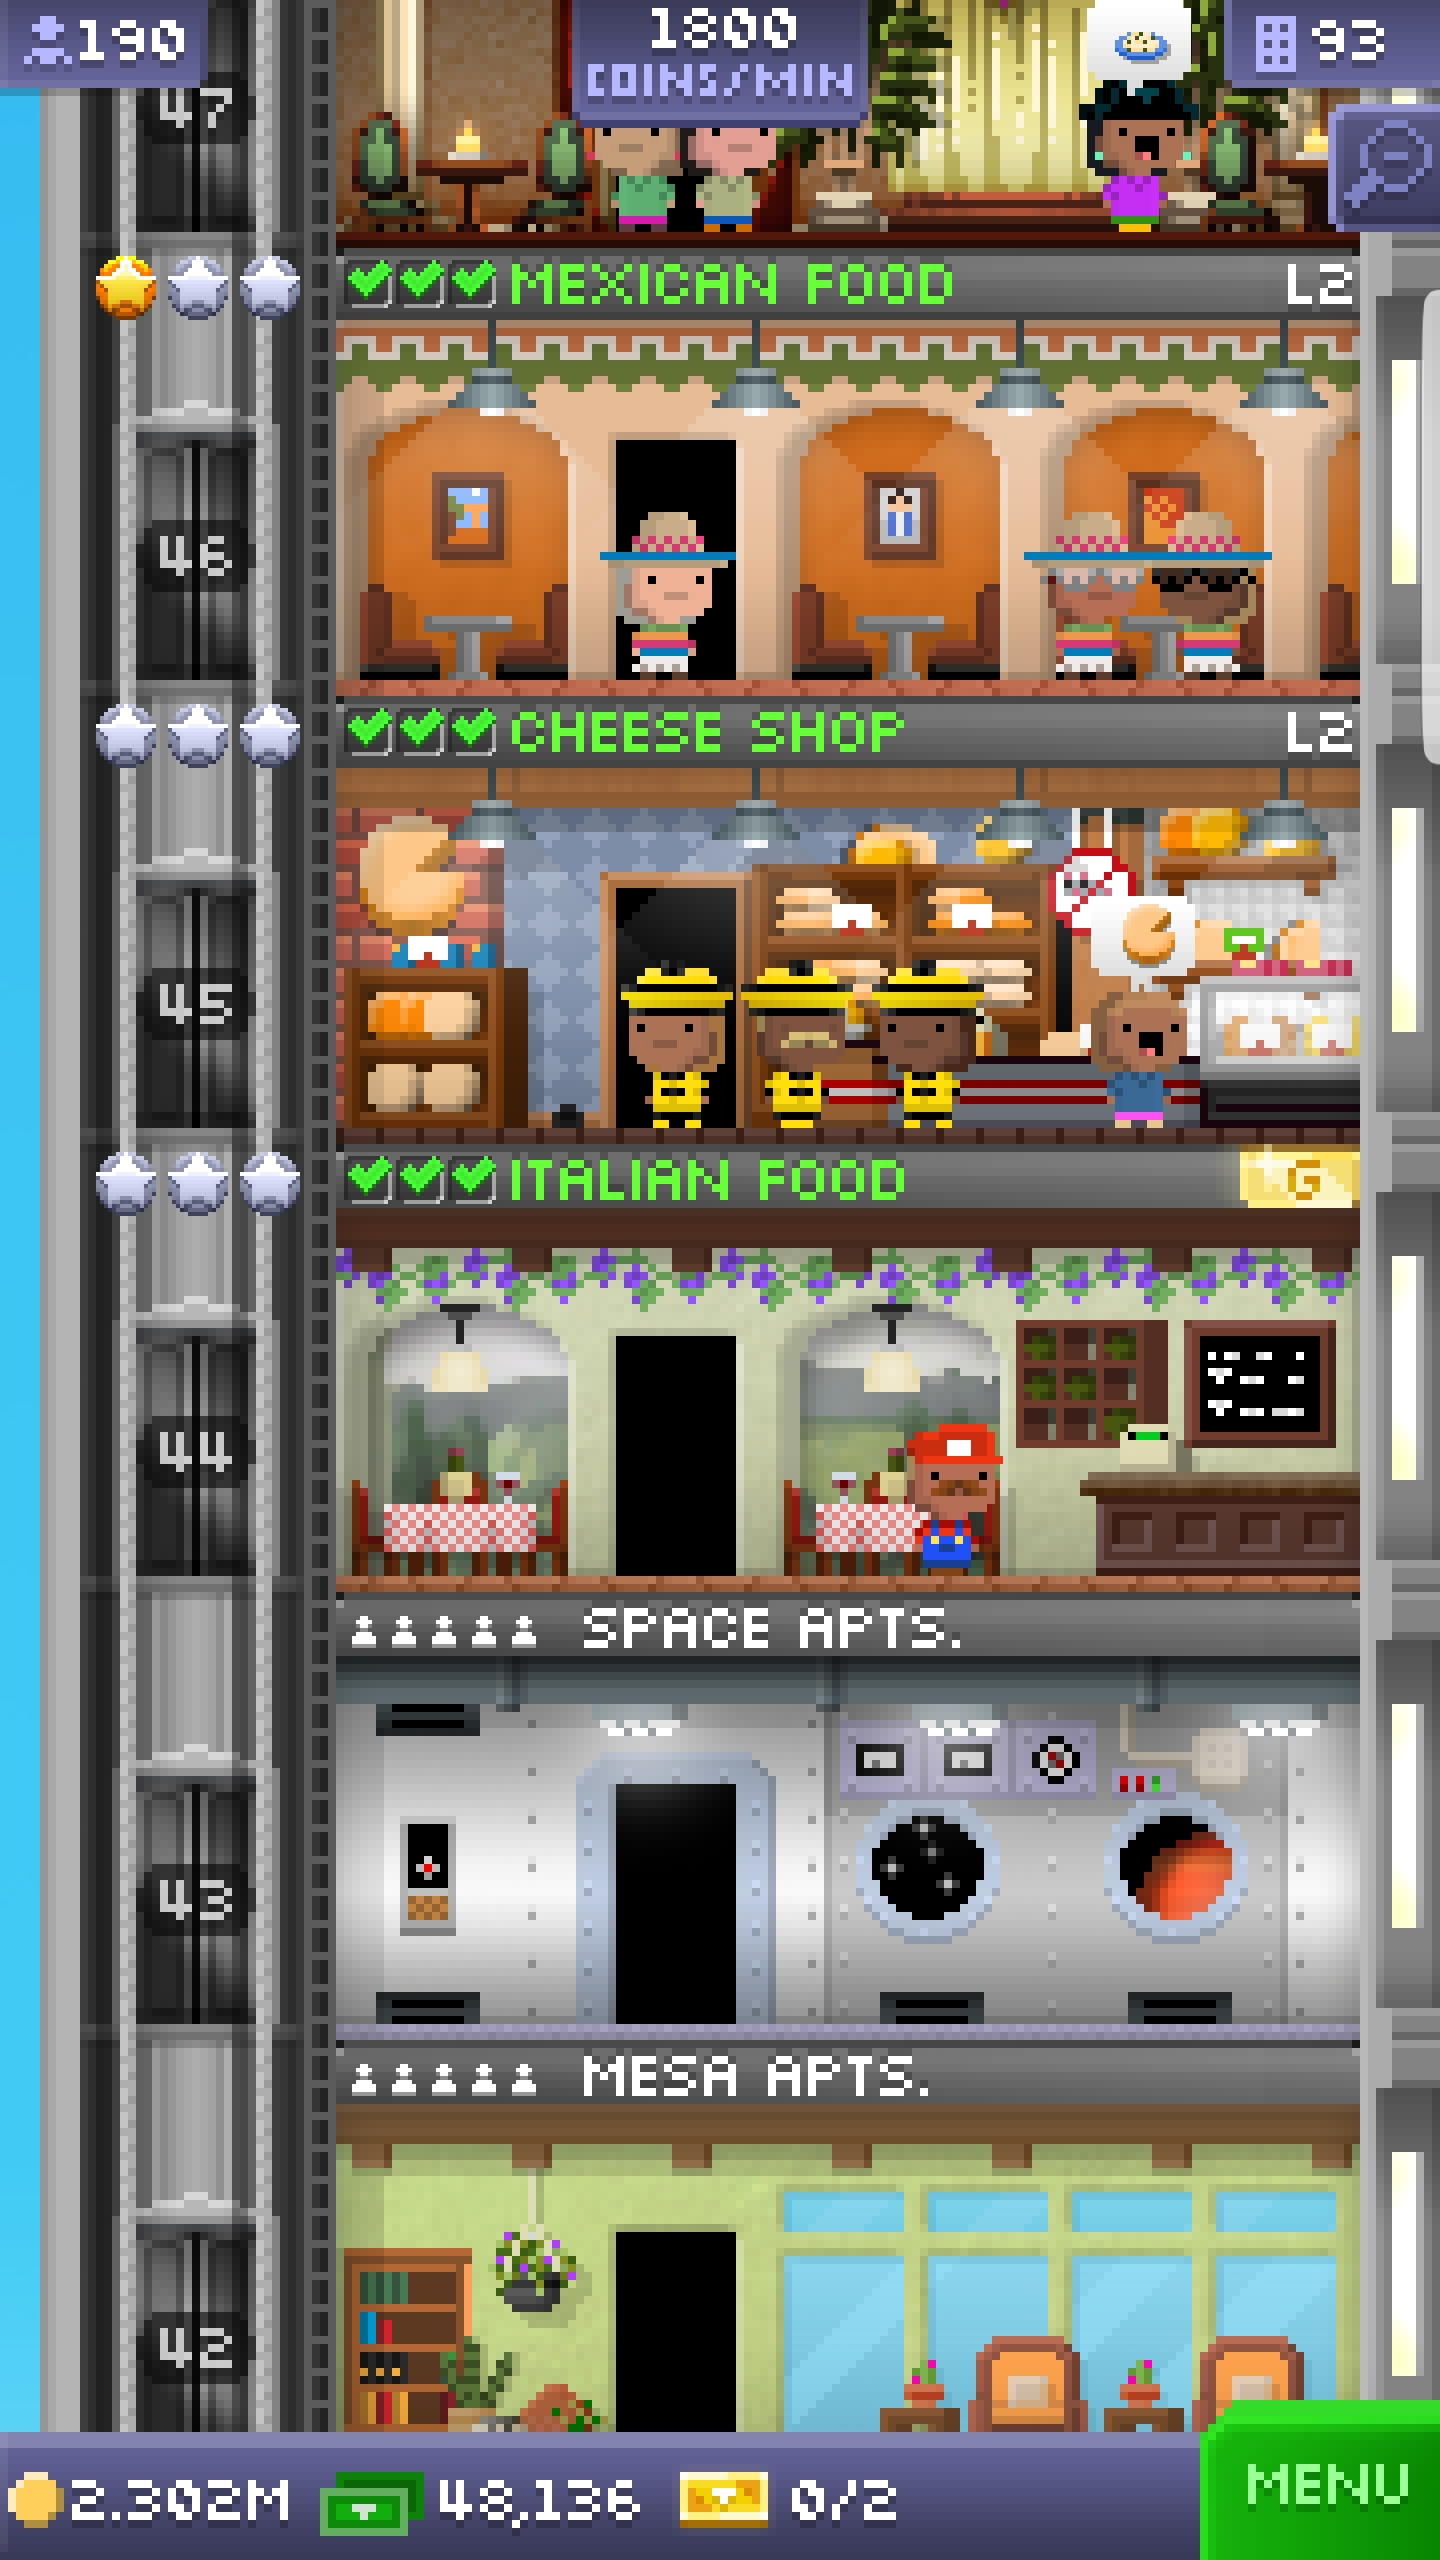 190
1800
COINS/MIN
93
47
MEXICAN FOOD
L2
46
CHEESE SHOP
L2
45
ITALIAN FOOD
G
44
SPACE APTS.
43
MESA APTS.
42
2.302M
48,136
0/2
MENU